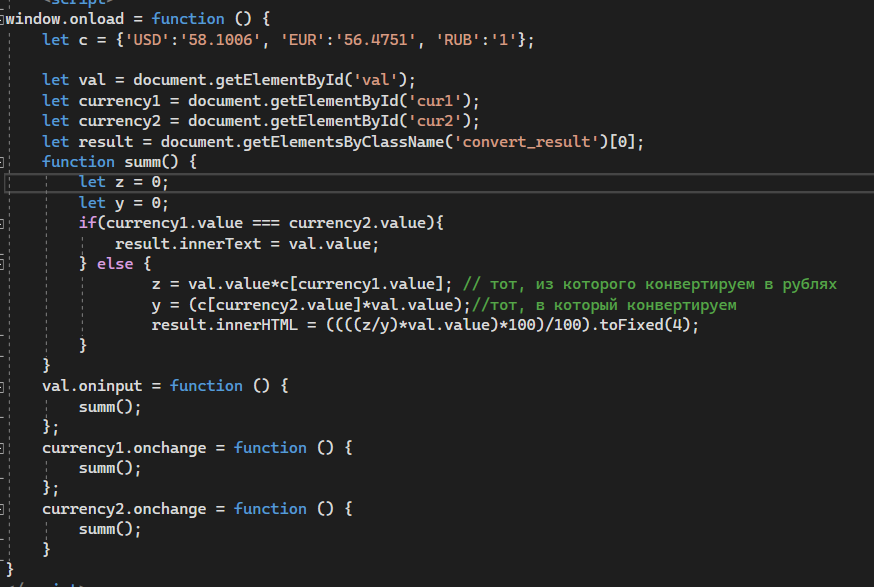 <script>
window.onload = function () {
let c = {'USD':'58.1006', 'EUR':'56.4751', 'RUB':'1'};
let val = document.getElementById('val');
let currency1 = document.getElementById('cur1');
let currency2 = document.getElementById('cur2');
let result = document.getElementsByClassName('convert_result')[0];
function summ() {
let z = 0;
let y = 0;
if(currency1.value === currency2.value){
result.innerText = val.value;
} else {
z = val.value*c[currency1.value]; // тот, из которого конвертируем в рублях
y = (c[currency2.value]*val.value);//тот, в который конвертируем
result.innerHTML = ((((z/y)*val.value)*100)/100).toFixed(4);
}
}
val.oninput = function () {
summ();
};
currency1.onchange = function () {
summ();
};
currency2.onchange = function () {
summ();
}
}